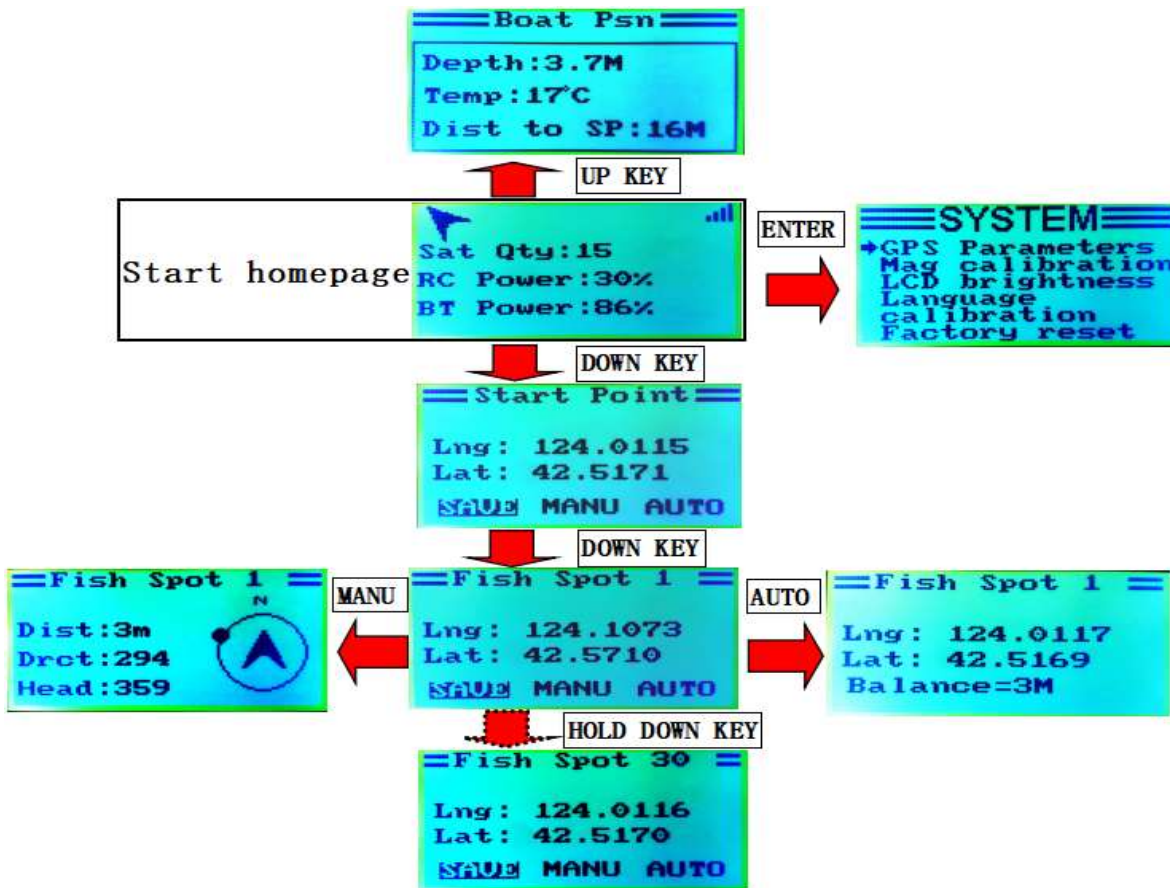 Boat Psn
Depth:3.7M
Temp:17℃
Dist to SP:16M
UP KEY
Start homepage
Sat Qty:15
RC Power:30%
BT Power:86%
ENTER
SYSTEM
GPS Parameters
Mag calibration
LCD brightness
Language
calibration
Factory reset
DOWN KEY
Start Point
Lng: 124.0115
Lat: 42.5171
SAVE MANU AUTO
DOWN KEY
Fish Spot 1
N
Dist:3m
Drct:294
Head:359
MANU
Fish Spot 1
Lng: 124.1073
Lat: 42.5710
SAVE MANU AUTO
AUTO
Fish Spot 1
Lng: 124.0117
Lat: 42.5169
Balance=3M
HOLD DOWN KEY
Fish Spot 30
Lng: 124.0116
Lat: 42.5170
SAVE MANU AUTO